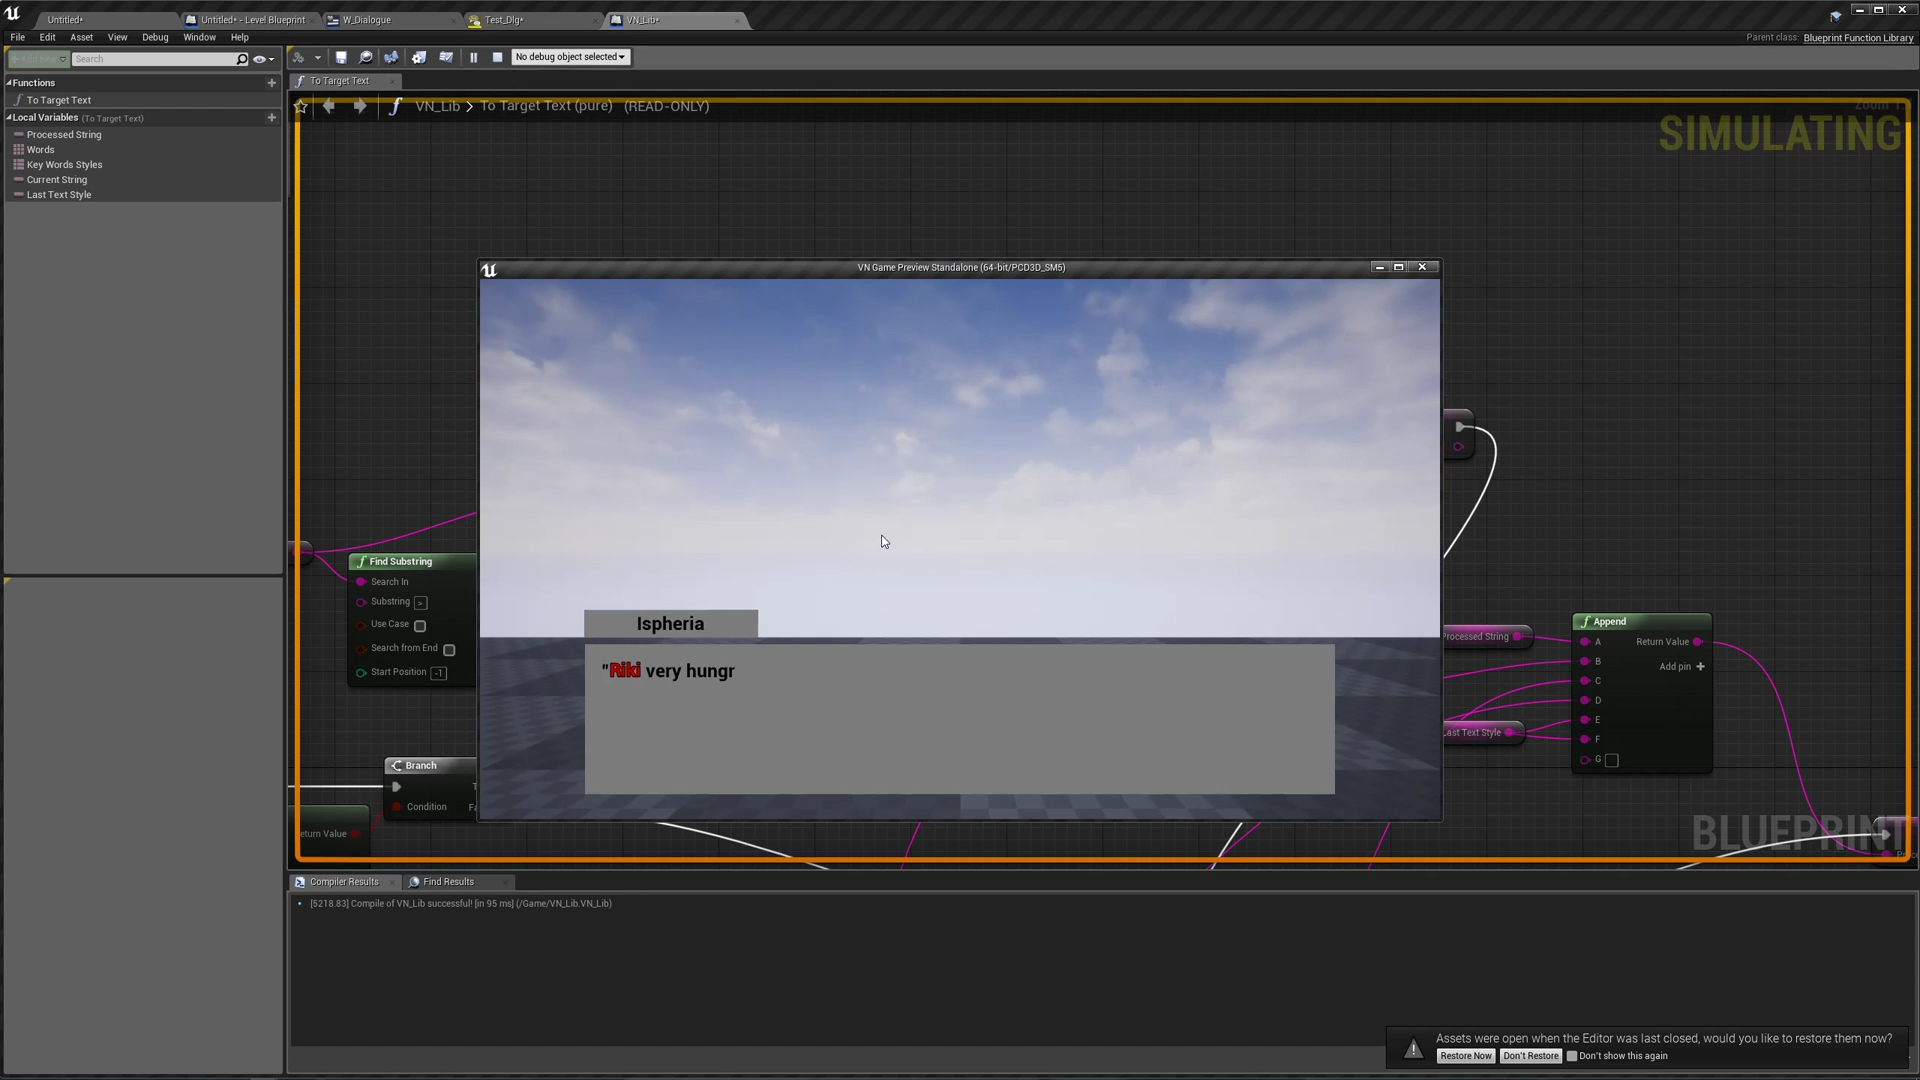 Untitled*
Untitled* - Level Blueprint
W_Dialogue
Test_Dlg*
VN_Lib*
File Edit Asset View Debug Window Help
Parent class: Blueprint Function Library
Search
No debug object selected
Functions
To Target Text
Local Variables (To Target Text)
Processed String
Words
Key Words Styles
Current String
Last Text Style
To Target Text
VN_Lib > To Target Text (pure) (READ-ONLY)
SIMULATING
VN Game Preview Standalone (64-bit/PCD3D_SM5)
Find Substring
Search In
Substring >
Use Case
Search from End
Start Position -1
Branch
Condition
eturn Value
Ispheria
"Riki very hungr
Processed String
Last Text Style
Append
A Return Value
B Add pin +
C
D
E
F
G
BLUEPRINT
Compiler Results
Find Results
[5218.83] Compile of VN_Lib successful! [in 95 ms] (/Game/VN_Lib.VN_Lib)
Assets were open when the Editor was last closed, would you like to restore them now?
Restore Now Don't Restore Don't show this again